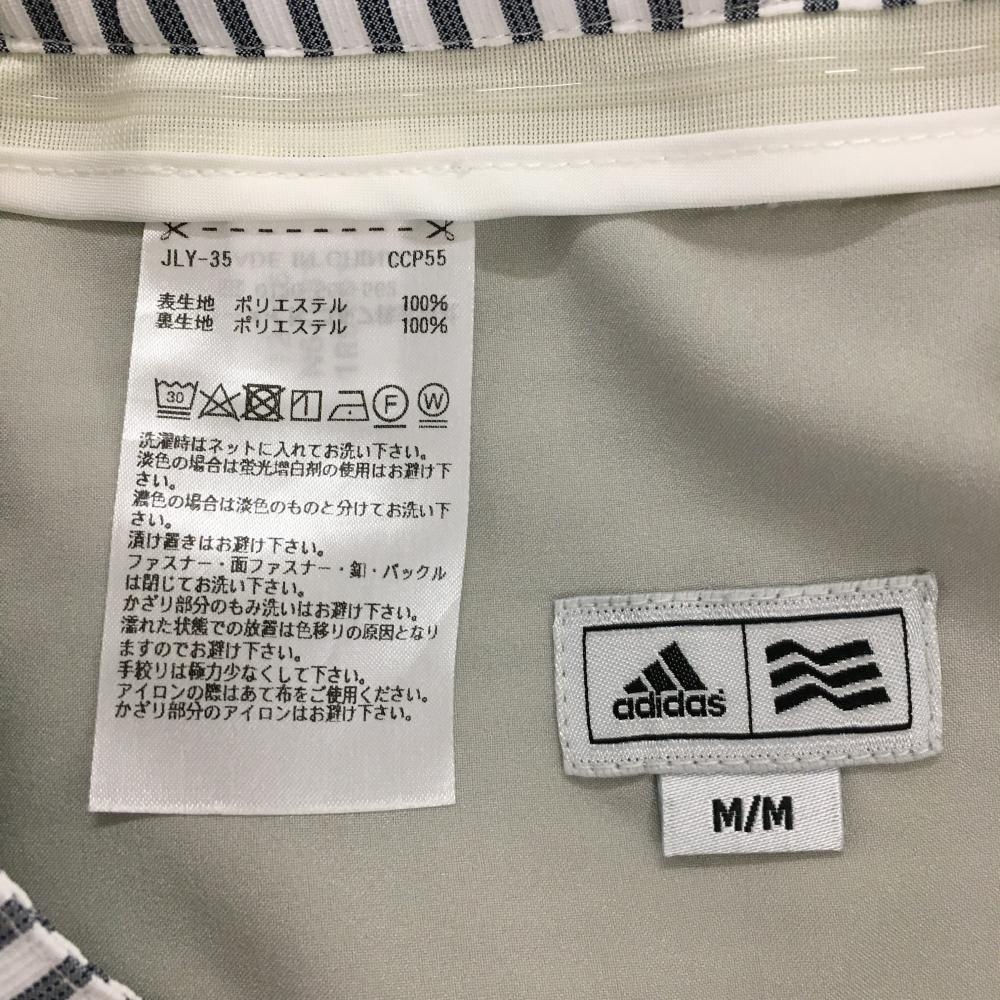 JLY-35 CCP55
表生地 ポリエステル 100%
裏生地 ポリエステル 100%
30 F W
洗濯時はネットに入れてお洗い下さい。
淡色の場合は蛍光増白剤の使用はお避け下
さい。
濃色の場合は淡色のものと分けてお洗い下
さい。
漬け置きはお避け下さい。
ファスナー・面ファスナー・釦・バックル
は閉じてお洗い下さい。
かざり部分のもみ洗いはお避け下さい。
濡れた状態での放置は色移りの原因となり
ますのでお避け下さい。
手絞りは極力少なくして下さい。
アイロンの際はあて布をご使用ください。
かざり部分のアイロンはお避け下さい。
adidas
M/M